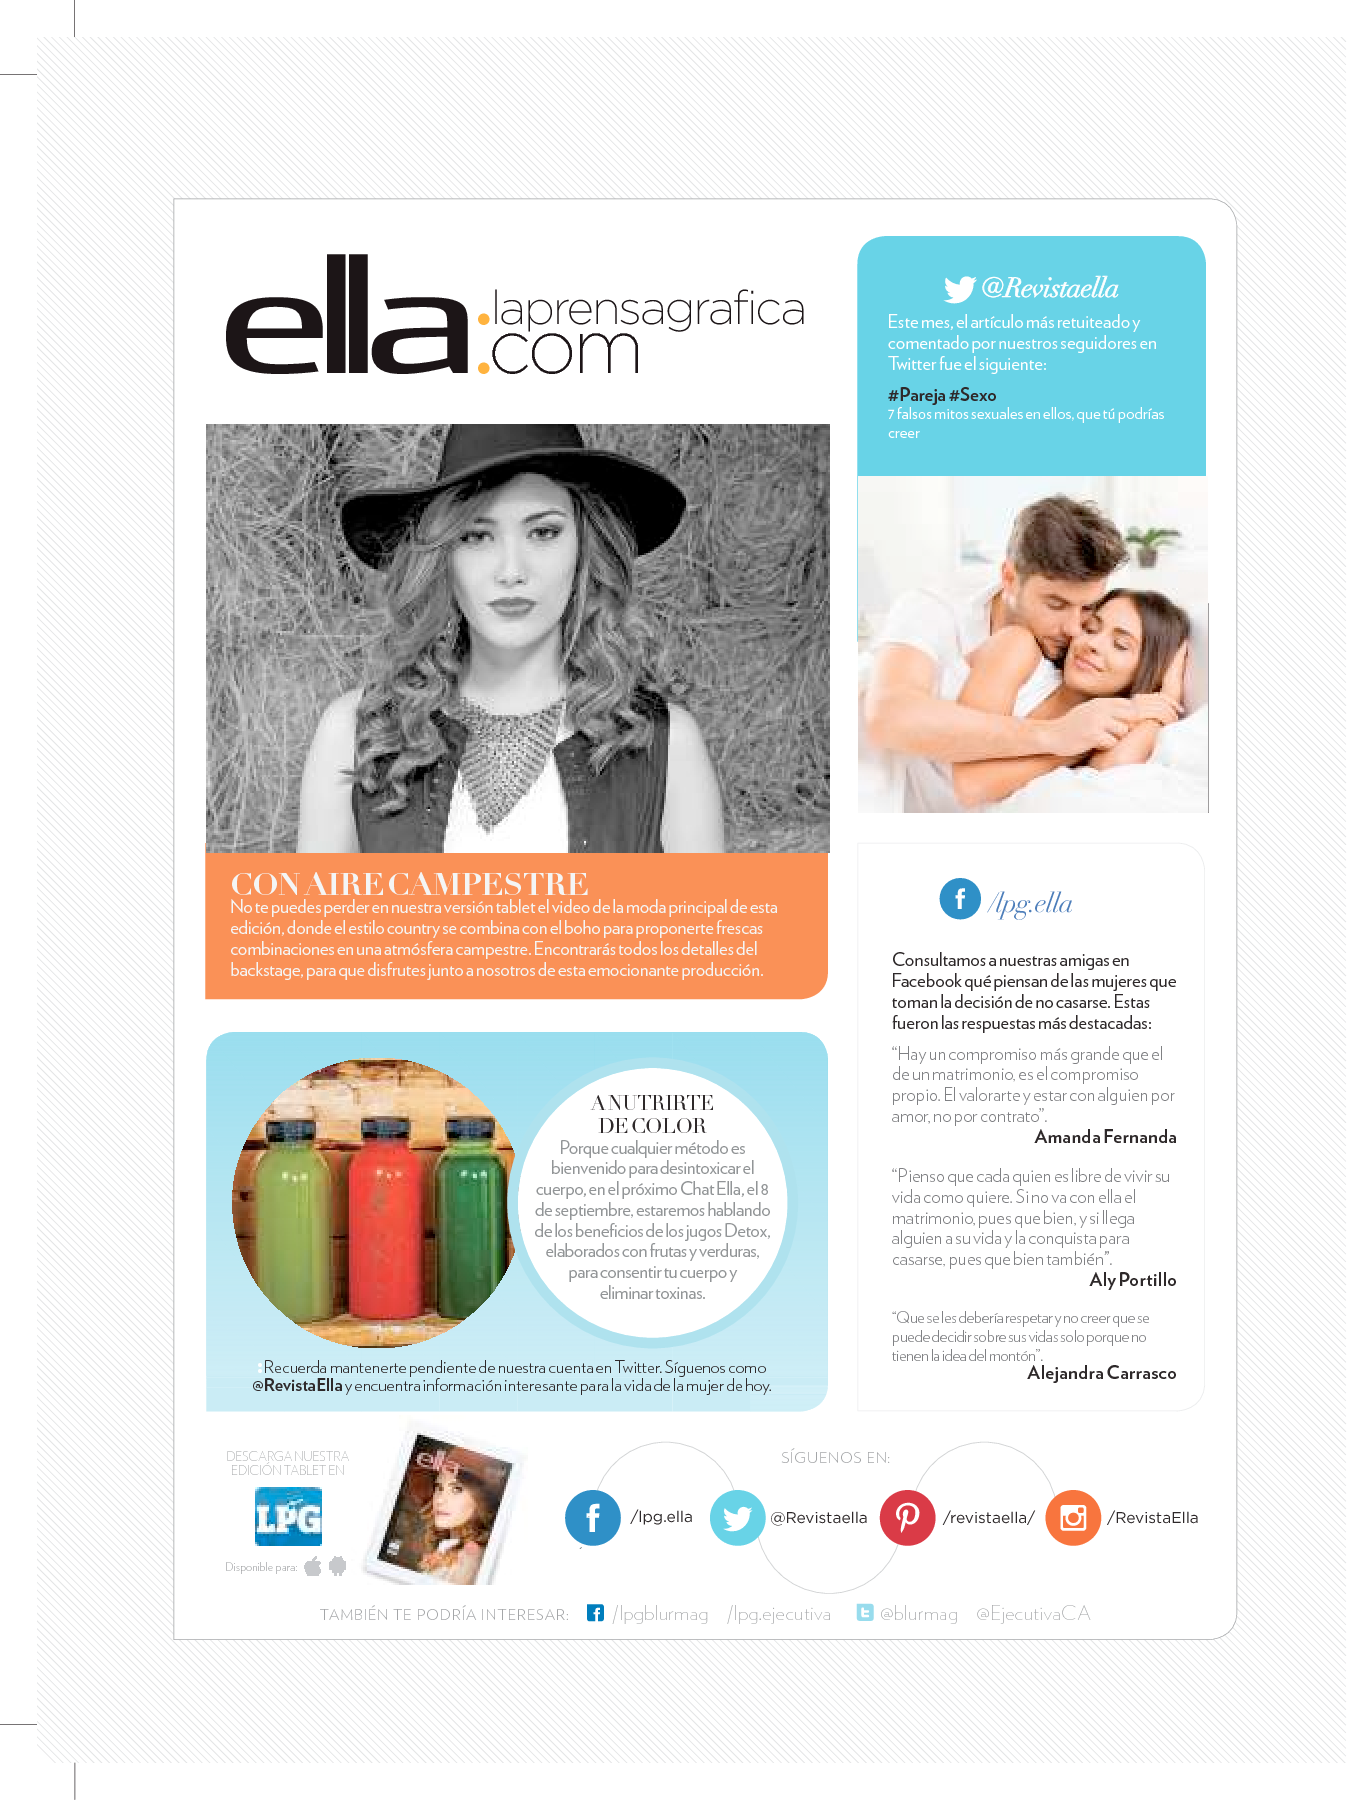 ella:laprensagrafica
.com
@Revistaella
Este mes, el artículo más retuiteado y
comentado por nuestros seguidores en
Twitter fue el siguiente:
#Pareja #Sexo
7 falsos mitos sexuales en ellos, que tú podrías
creer
CON AIRE CAMPESTRE
No te puedes perder en nuestra versión tablet el video de la moda principal de esta
edición, donde el estilo country se combina con el boho para proponerte frescas
combinaciones en una atmósfera campestre. Encontrarás todos los detalles del
backstage, para que disfrutes junto a nosotros de esta emocionante producción.
/lpg.ella
Consultamos a nuestras amigas en
Facebook qué piensan de las mujeres que
toman la decisión de no casarse. Estas
fueron las respuestas más destacadas:
“Hay un compromiso más grande que el
de un matrimonio, es el compromiso
propio. El valorarte y estar con alguien por
amor, no por contrato”.
Amanda Fernanda
“Pienso que cada quien es libre de vivir su
vida como quiere. Si no va con ella el
matrimonio, pues que bien, y si llega
alguien a su vida y la conquista para
casarse, pues que bien también”.
Aly Portillo
“Que se les debería respetar y no creer que se
puede decidir sobre sus vidas solo porque no
tienen la idea del montón”.
Alejandra Carrasco
A NUTRIRTE
DE COLOR
Porque cualquier método es
bienvenido para desintoxicar el
cuerpo, en el próximo Chat Ella, el 8
de septiembre, estaremos hablando
de los beneficios de los jugos Detox,
elaborados con frutas y verduras,
para consentir tu cuerpo y
eliminar toxinas.
Recuerda mantenerte pendiente de nuestra cuenta en Twitter. Síguenos como
@RevistaElla y encuentra información interesante para la vida de la mujer de hoy.
DESCARGA NUESTRA
EDICIÓN TABLET EN
LPG
Disponible para:
ella
SÍGUENOS EN:
/lpg.ella
@Revistaella
/revistaella/
/RevistaElla
TAMBIÉN TE PODRÍA INTERESAR: /lpgblurmag /lpg.ejecutiva @blurmag @EjecutivaCA